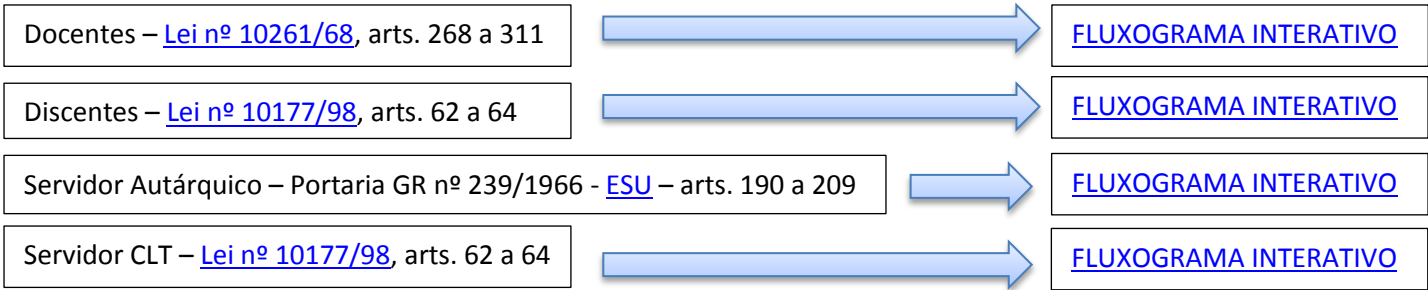 Docentes – Lei nº 10261/68, arts. 268 a 311
FLUXOGRAMA INTERATIVO
Discentes – Lei nº 10177/98, arts. 62 a 64
FLUXOGRAMA INTERATIVO
Servidor Autárquico – Portaria GR nº 239/1966 - ESU – arts. 190 a 209
FLUXOGRAMA INTERATIVO
Servidor CLT – Lei nº 10177/98, arts. 62 a 64
FLUXOGRAMA INTERATIVO